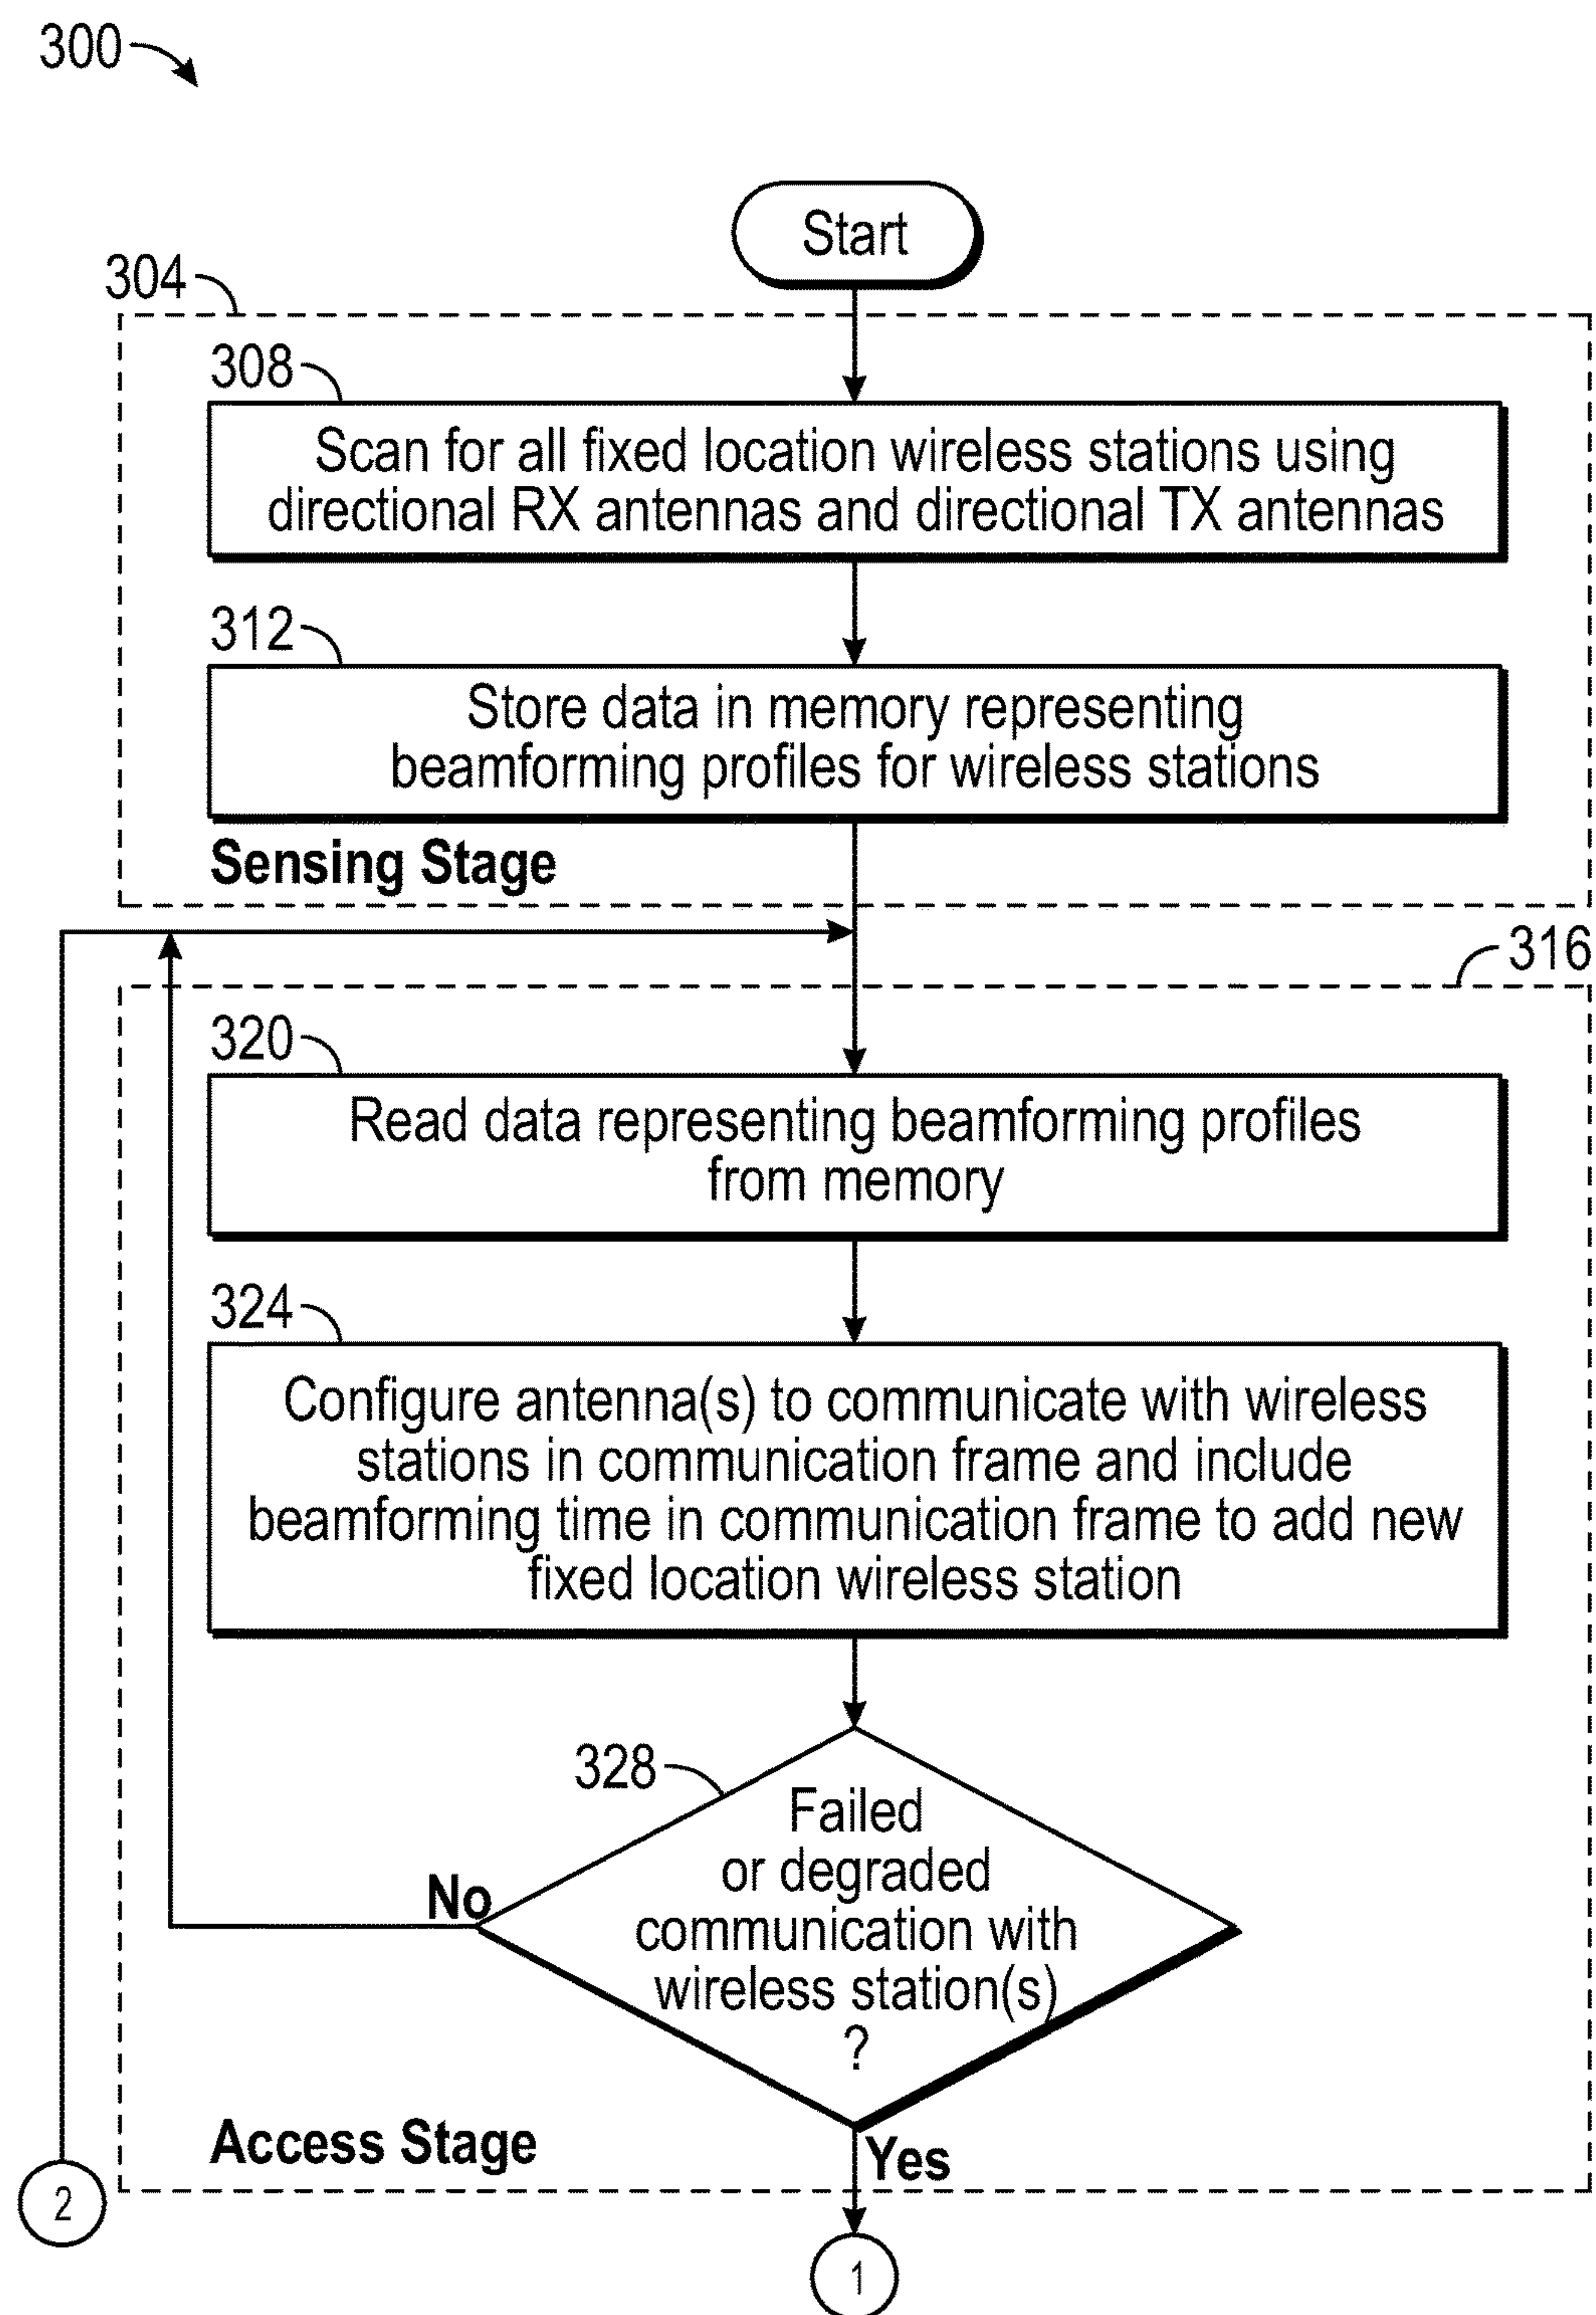 300
Start
304
308
Scan for all fixed location wireless stations using
directional RX antennas and directional TX antennas
312
Store data in memory representing
beamforming profiles for wireless stations
Sensing Stage
316
320
Read data representing beamforming profiles
from memory
324
Configure antenna(s) to communicate with wireless
stations in communication frame and include
beamforming time in communication frame to add new
fixed location wireless station
328
Failed
or degraded
communication with
wireless station(s)
?
No
Access Stage
Yes
2
1